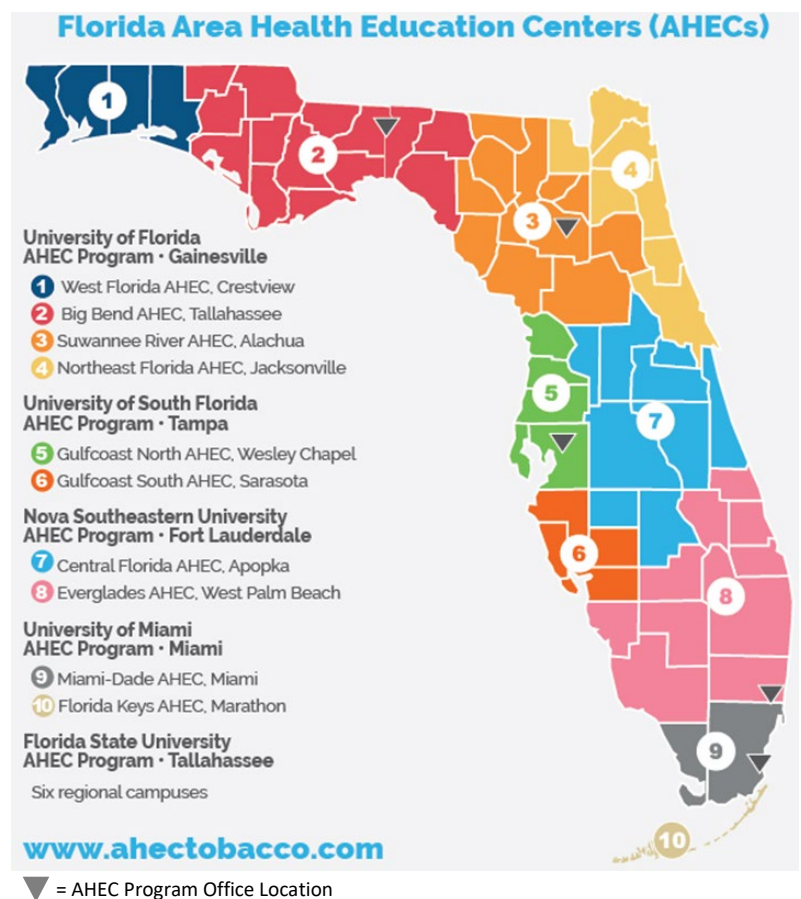 Florida Area Health Education Centers (AHECs)
1
2
3
4
5
6
7
8
9
10
University of Florida
AHEC Program • Gainesville
1 West Florida AHEC, Crestview
2 Big Bend AHEC, Tallahassee
3 Suwannee River AHEC, Alachua
4 Northeast Florida AHEC, Jacksonville
University of South Florida
AHEC Program • Tampa
5 Gulfcoast North AHEC, Wesley Chapel
6 Gulfcoast South AHEC, Sarasota
Nova Southeastern University
AHEC Program • Fort Lauderdale
7 Central Florida AHEC, Apopka
8 Everglades AHEC, West Palm Beach
University of Miami
AHEC Program • Miami
9 Miami-Dade AHEC, Miami
10 Florida Keys AHEC, Marathon
Florida State University
AHEC Program • Tallahassee
Six regional campuses
www.ahectobacco.com
= AHEC Program Office Location